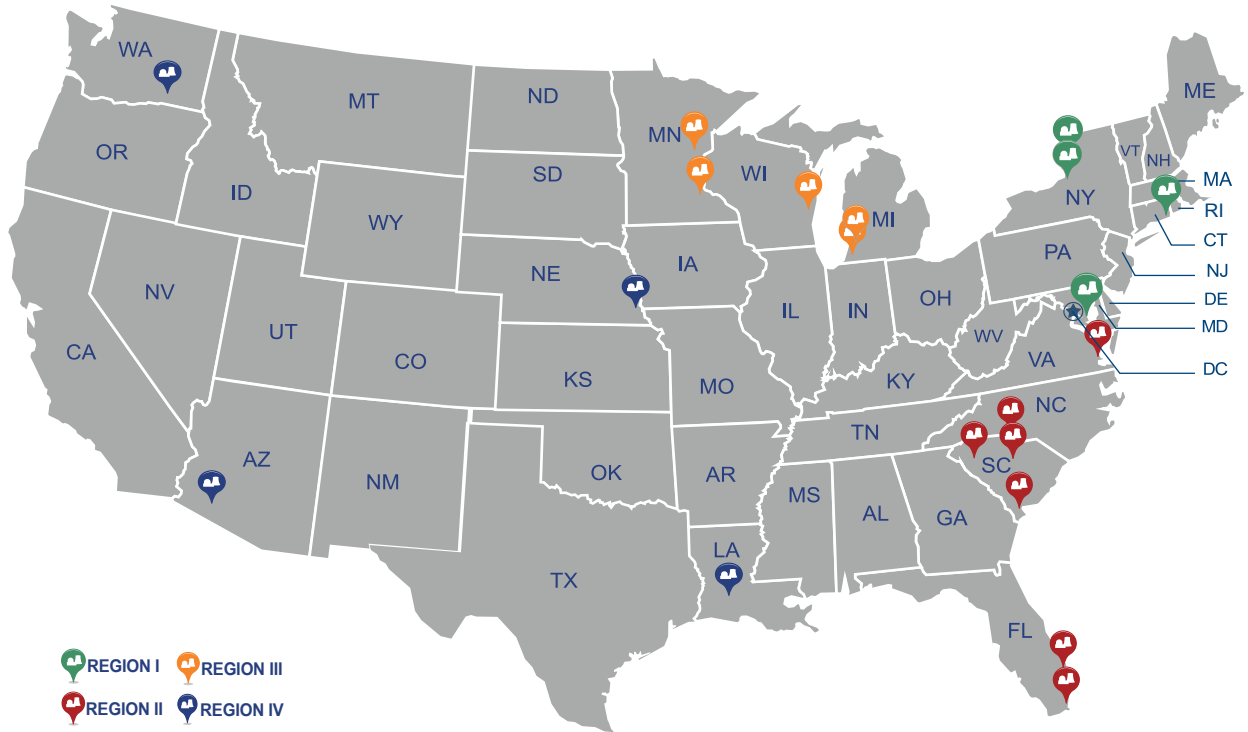 WA
MT
ND
MN
ME
OR
ID
SD
WI
VT
NH
MA
WY
MI
NY
RI
CT
NE
IA
PA
NJ
NV
UT
IL
IN
OH
DE
MD
CA
CO
KS
MO
WV
VA
DC
KY
NC
AZ
NM
OK
AR
TN
SC
MS
AL
GA
LA
TX
FL
REGION I
REGION III
REGION II
REGION IV